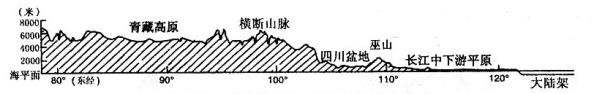 (米)
8000
6000
4000
2000
海平面
青藏高原
横断山脉
四川盆地
巫山
长江中下游平原
大陆架
80° (东经) 90° 100° 110° 120°